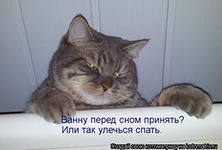 Ванну перед сном принять?
Или так улечься спать.